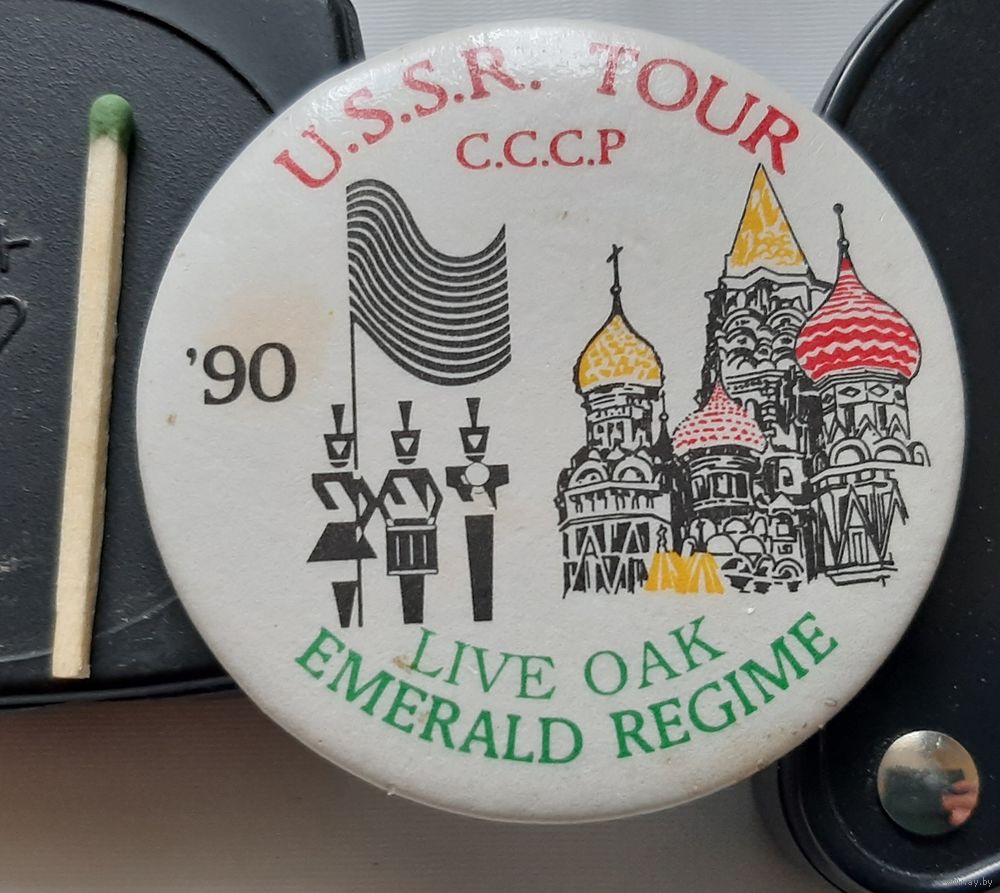 U.S.S.R. TOUR
C.C.C.P
'90
LIVE OAK
EMERALD REGIME